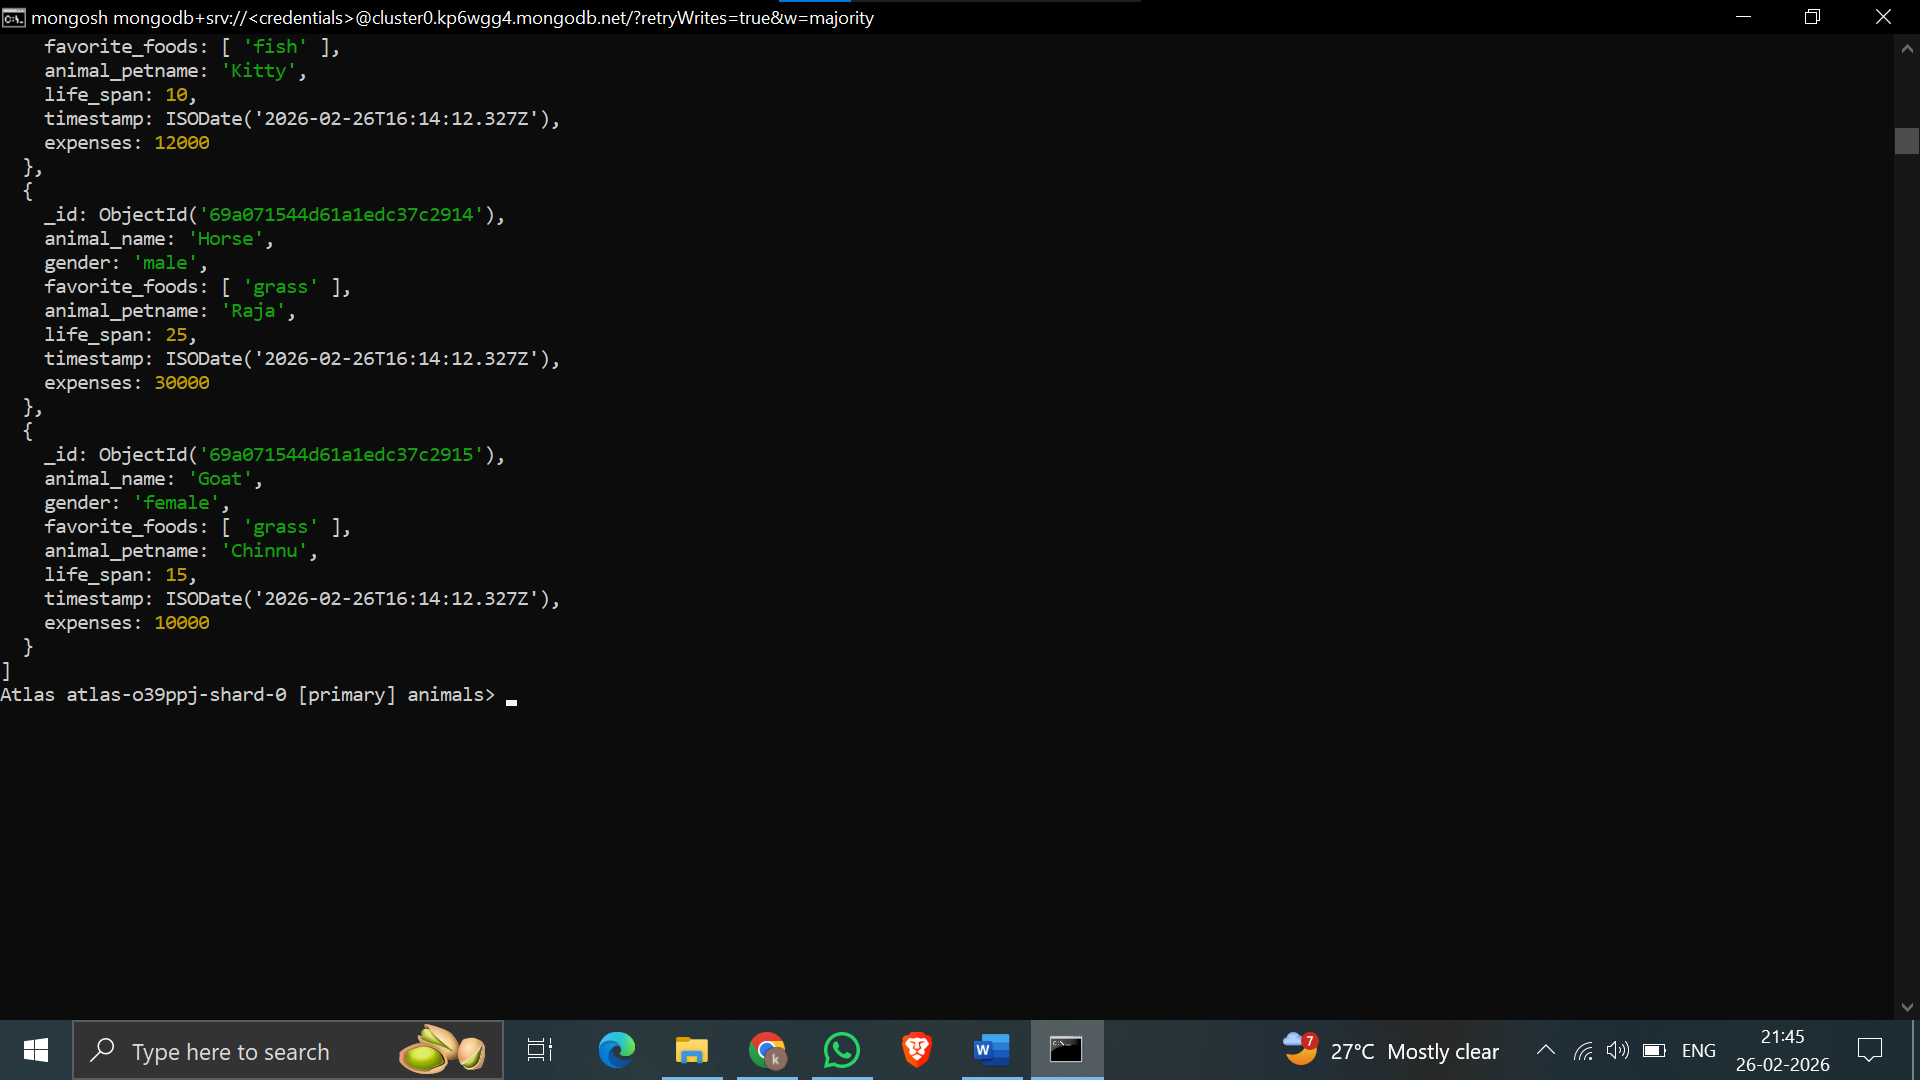 mongosh mongodb+srv://<credentials>@cluster0.kp6wgg4.mongodb.net/?retryWrites=true&w=majority
favorite_foods: [ 'fish' ],
animal_petname: 'Kitty',
life_span: 10,
timestamp: ISODate('2026-02-26T16:14:12.327Z'),
expenses: 12000
},
{
_id: ObjectId('69a071544d61a1edc37c2914'),
animal_name: 'Horse',
gender: 'male',
favorite_foods: [ 'grass' ],
animal_petname: 'Raja',
life_span: 25,
timestamp: ISODate('2026-02-26T16:14:12.327Z'),
expenses: 30000
},
{
_id: ObjectId('69a071544d61a1edc37c2915'),
animal_name: 'Goat',
gender: 'female',
favorite_foods: [ 'grass' ],
animal_petname: 'Chinnu',
life_span: 15,
timestamp: ISODate('2026-02-26T16:14:12.327Z'),
expenses: 10000
}
]
Atlas atlas-o39ppj-shard-0 [primary] animals>
Type here to search
k
W
7
27°C Mostly clear
ENG
21:45
26-02-2026